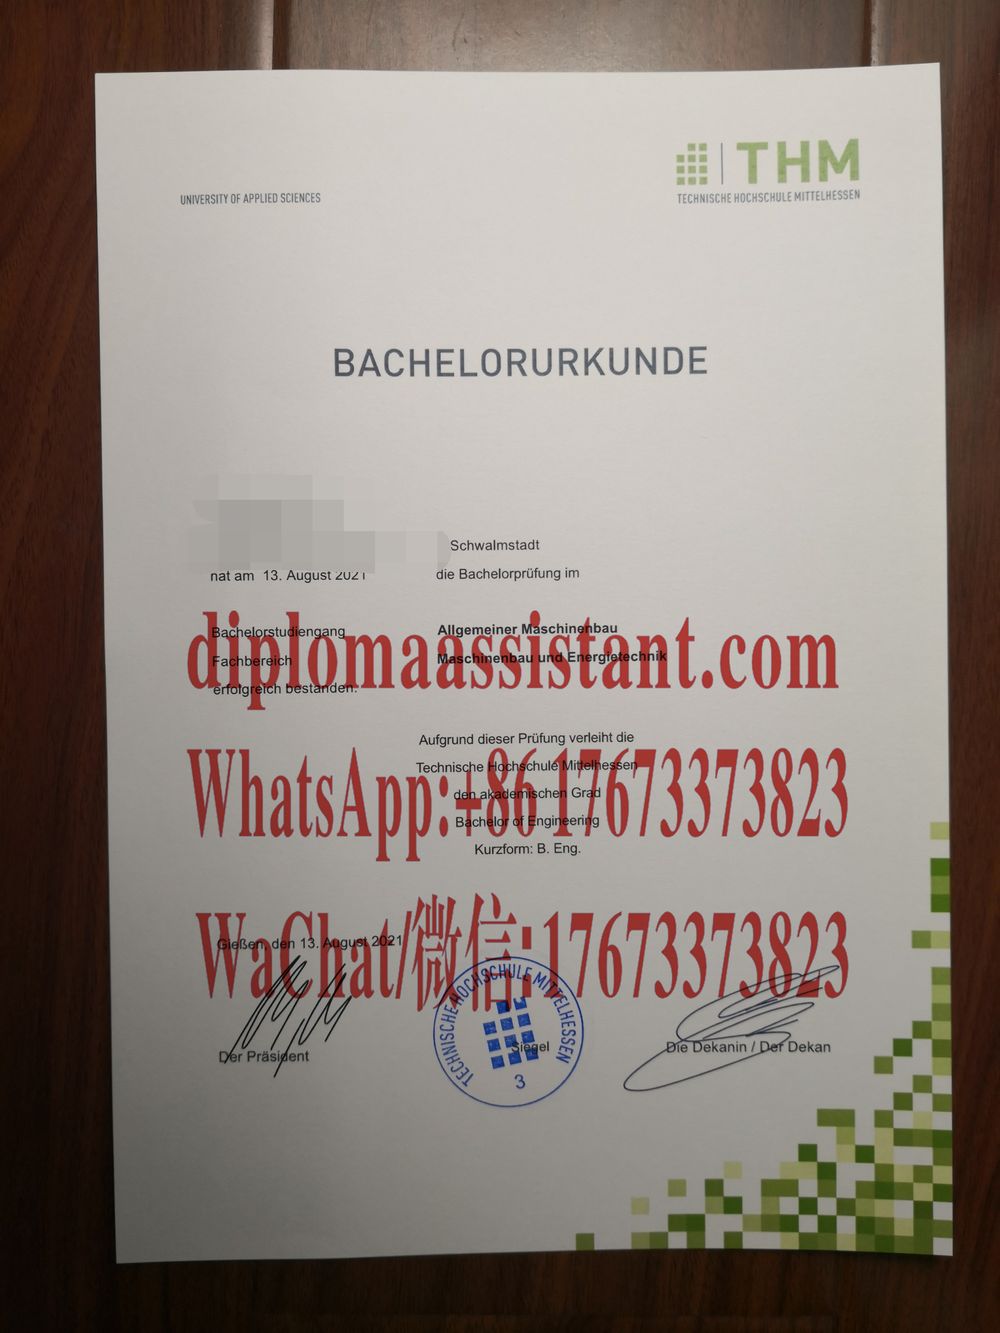 UNIVERSITY OF APPLIED SCIENCES
THM
TECHNISCHE HOCHSCHULE MITTELHESSEN
BACHELORURKUNDE
Schwalmstadt
hat am 13. August 2021 die Bachelorprüfung im
Bachelorstudiengang Allgemeiner Maschinenbau
diplomaassistant.com
Fachbereich Maschinenbau und Energietechnik
erfolgreich bestanden.
Aufgrund dieser Prüfung verleiht die
Technische Hochschule Mittelhessen
WhatsApp:+86 17673373823
den akademischen Grad
Bachelor of Engineering
Kurzform: B. Eng.
Gießen, den 13. August 2021
WaChat/微信:17673373823
TECHNISCHE HOCHSCHULE MITTELHESSEN
3
Der Präsident Siegel Die Dekanin / Der Dekan